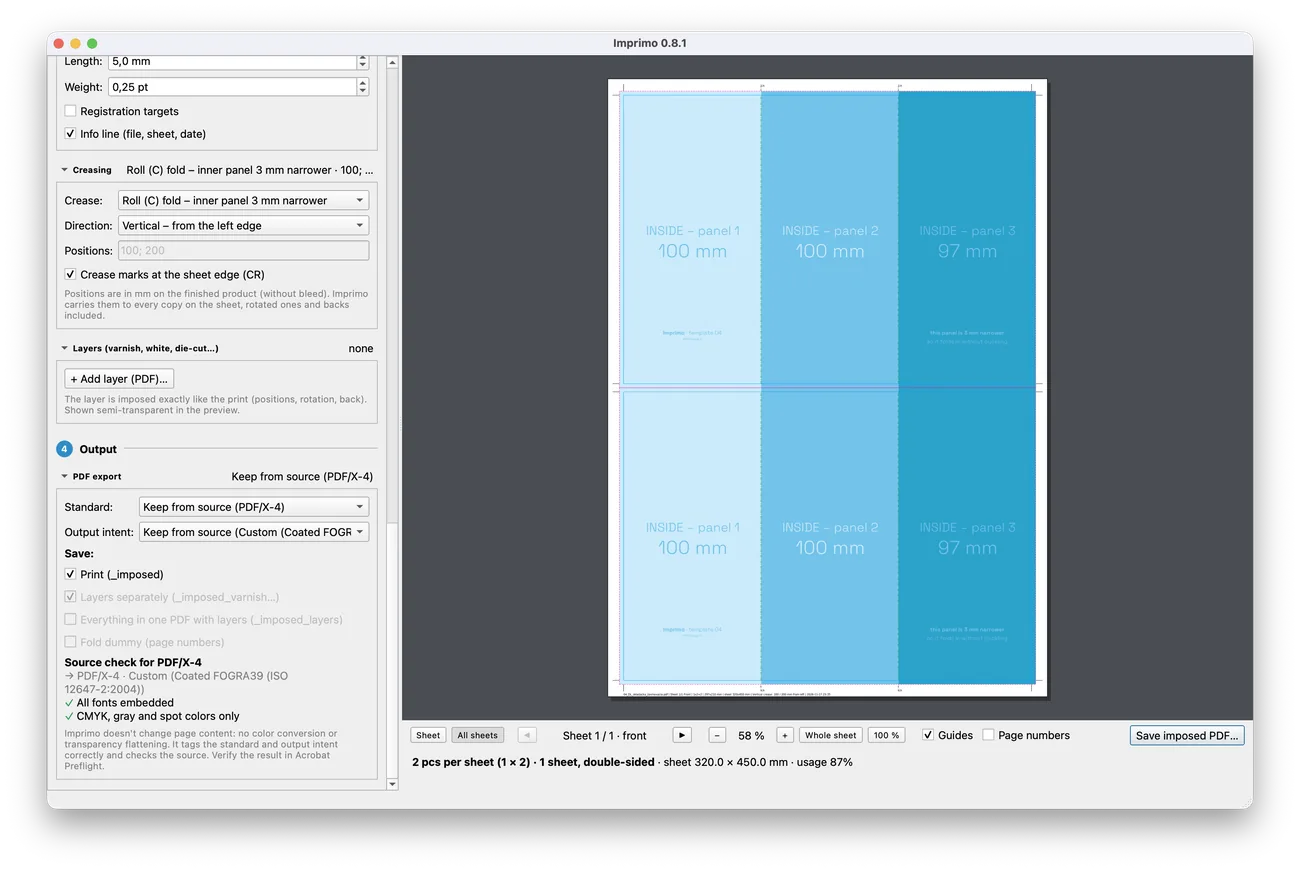 Imprimo 0.8.1
Length: 5,0 mm
Weight: 0,25 pt
Registration targets
Info line (file, sheet, date)
Creasing Roll (C) fold – inner panel 3 mm narrower · 100; ...
Crease: Roll (C) fold – inner panel 3 mm narrower
Direction: Vertical – from the left edge
Positions: 100; 200
Crease marks at the sheet edge (CR)
Positions are in mm on the finished product (without bleed). Imprimo
carries them to every copy on the sheet, rotated ones and backs
included.
Layers (varnish, white, die-cut...) none
+ Add layer (PDF)...
The layer is imposed exactly like the print (positions, rotation, back).
Shown semi-transparent in the preview.
4 Output
PDF export Keep from source (PDF/X-4)
Standard: Keep from source (PDF/X-4)
Output intent: Keep from source (Custom (Coated FOGR
Save:
Print (_imposed)
Layers separately (_imposed_varnish...)
Everything in one PDF with layers (_imposed_layers)
Fold dummy (page numbers)
Source check for PDF/X-4
→ PDF/X-4 · Custom (Coated FOGRA39 (ISO
12647-2:2004))
✓ All fonts embedded
✓ CMYK, gray and spot colors only
Imprimo doesn't change page content: no color conversion or
transparency flattening. It tags the standard and output intent
correctly and checks the source. Verify the result in Acrobat
Preflight.
INSIDE – panel 1 INSIDE – panel 2 INSIDE – panel 3
100 mm 100 mm 97 mm
this panel is 3 mm narrower
INSIDE – panel 1 INSIDE – panel 2 INSIDE – panel 3
100 mm 100 mm 97 mm
this panel is 3 mm narrower
Sheet All sheets Sheet 1 / 1 · front − 58 % + Whole sheet 100 % Guides Page numbers Save imposed PDF...
2 pcs per sheet (1 × 2) · 1 sheet, double-sided · sheet 320.0 × 450.0 mm · usage 87%